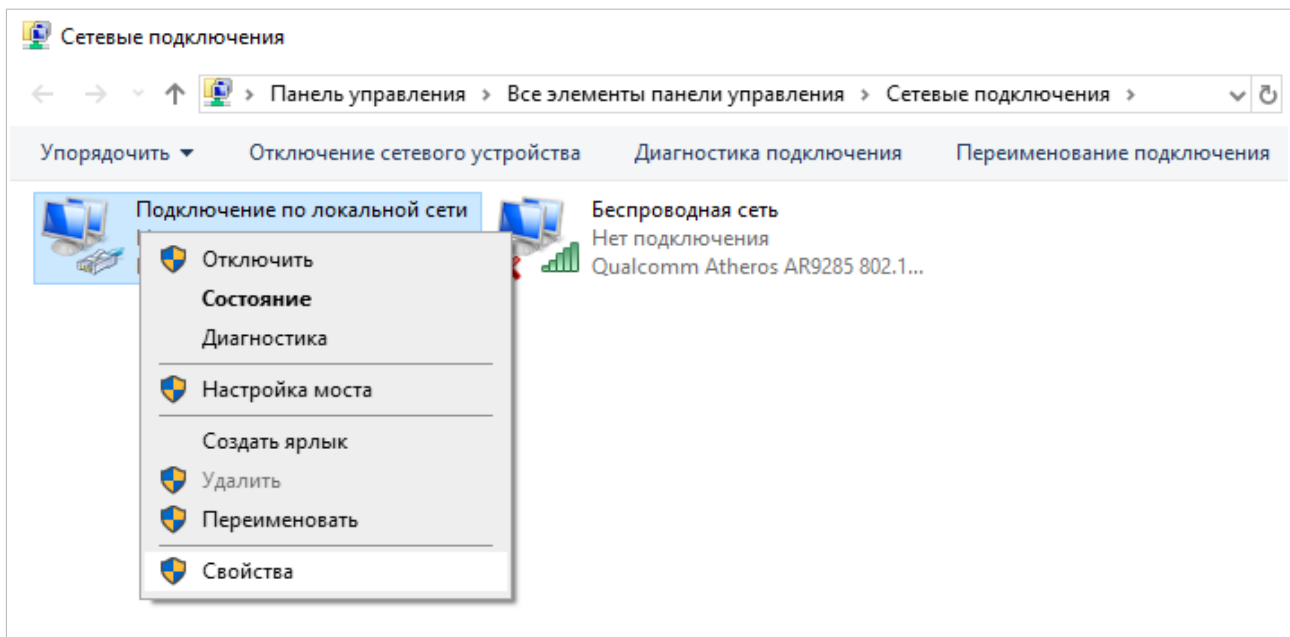 Сетевые подключения
Панель управления > Все элементы панели управления > Сетевые подключения >
Упорядочить Отключение сетевого устройства Диагностика подключения Переименование подключения
Подключение по локальной сети
Беспроводная сеть
Нет подключения
Qualcomm Atheros AR9285 802.1...
Отключить
Состояние
Диагностика
Настройка моста
Создать ярлык
Удалить
Переименовать
Свойства